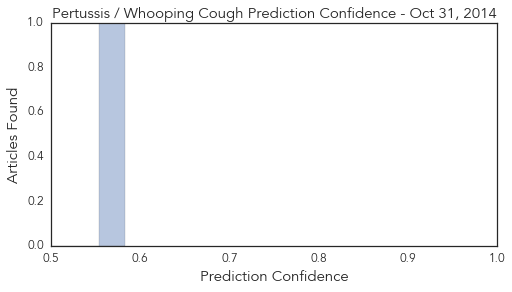 Pertussis / Whooping Cough Prediction Confidence - Oct 31, 2014
1.0
0.8
0.6
0.4
0.2
0.0
Articles Found
0.5 0.6 0.7 0.8 0.9 1.0
Prediction Confidence